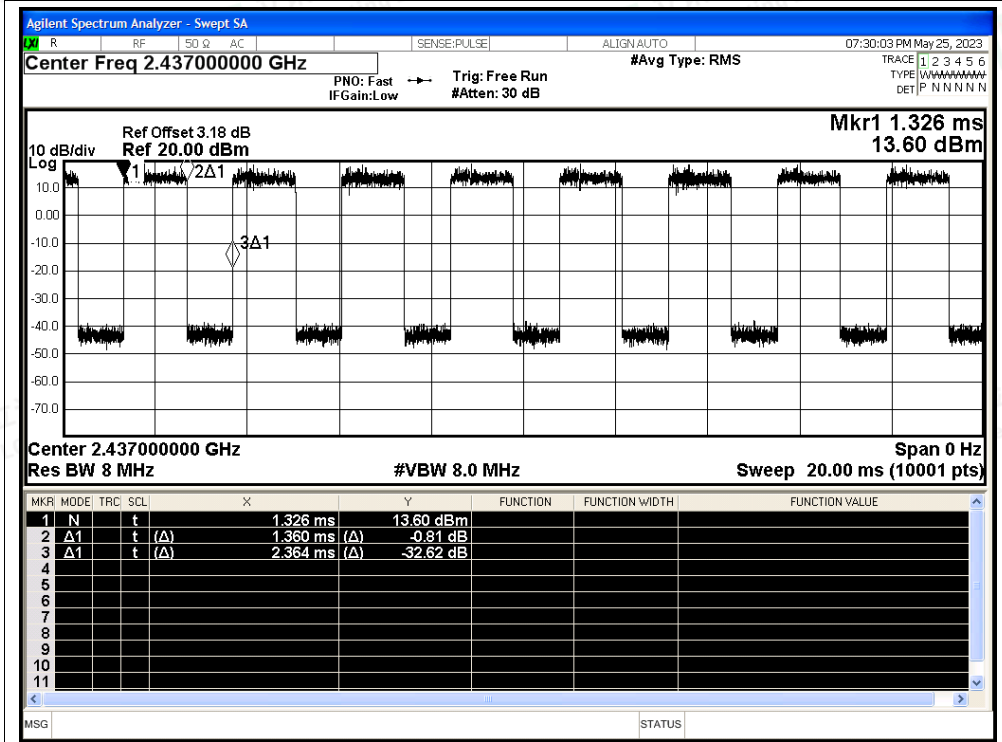 Agilent Spectrum Analyzer - Swept SA
LXI R RF 50 Ω AC SENSE:PULSE ALIGN AUTO 07:30:03 PM May 25, 2023
Center Freq 2.437000000 GHz #Avg Type: RMS TRACE 1 2 3 4 5 6
PNO: Fast Trig: Free Run TYPE WWWWWW
IFGain:Low #Atten: 30 dB DET P N N N N N
Mkr1 1.326 ms
Ref Offset 3.18 dB
10 dB/div Ref 20.00 dBm 13.60 dBm
Log
1 2Δ1
10.0
0.00
-10.0 3Δ1
-20.0
-30.0
-40.0
-50.0
-60.0
-70.0
Center 2.437000000 GHz Span 0 Hz
Res BW 8 MHz #VBW 8.0 MHz Sweep 20.00 ms (10001 pts)
MKR MODE TRC SCL X Y FUNCTION FUNCTION WIDTH FUNCTION VALUE
1 N t 1.326 ms 13.60 dBm
2 Δ1 t (Δ) 1.360 ms (Δ) -0.81 dB
3 Δ1 t (Δ) 2.364 ms (Δ) -32.62 dB
4
5
6
7
8
9
10
11
MSG STATUS